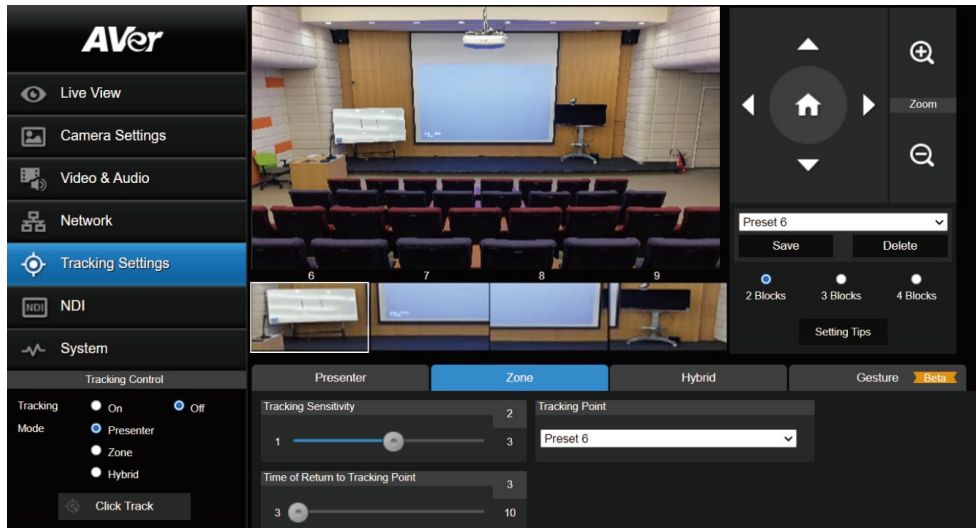 AVer
Live View
Camera Settings
Video & Audio
Network
Tracking Settings
NDI NDI
System
Tracking Control
Tracking On Off
Mode Presenter
Zone
Hybrid
Click Track
6 7 8 9
Zoom
Preset 6
Save Delete
2 Blocks 3 Blocks 4 Blocks
Setting Tips
Presenter Zone Hybrid Gesture Beta
Tracking Sensitivity 2
1 3
Tracking Point
Preset 6
Time of Return to Tracking Point 3
3 10